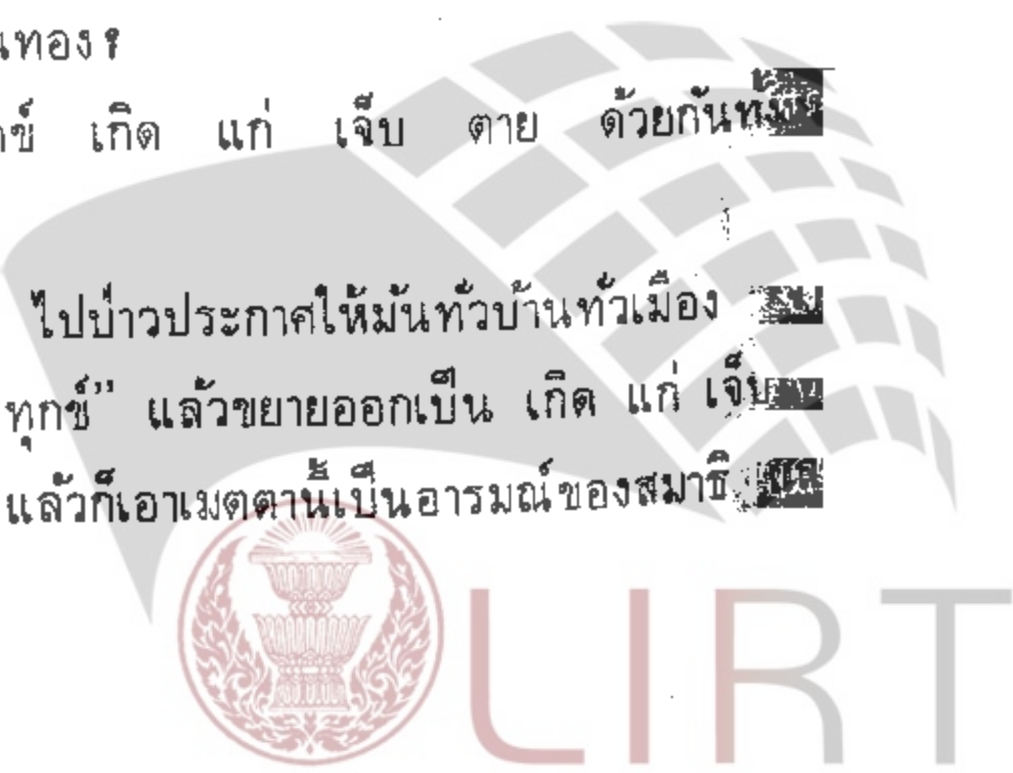 นทอง ?
กข์ เกิด แก่ เจ็บ ตาย ด้วยกัน
ไปป่าวประกาศให้มันทั่วบ้านทั่วเมือง
ทุกข์” แล้วขยายออกเป็น เกิด แก่ เจ็บ
แล้วก็เอาเมตตานี้เป็นอารมณ์ของสมาธิ
LIRT